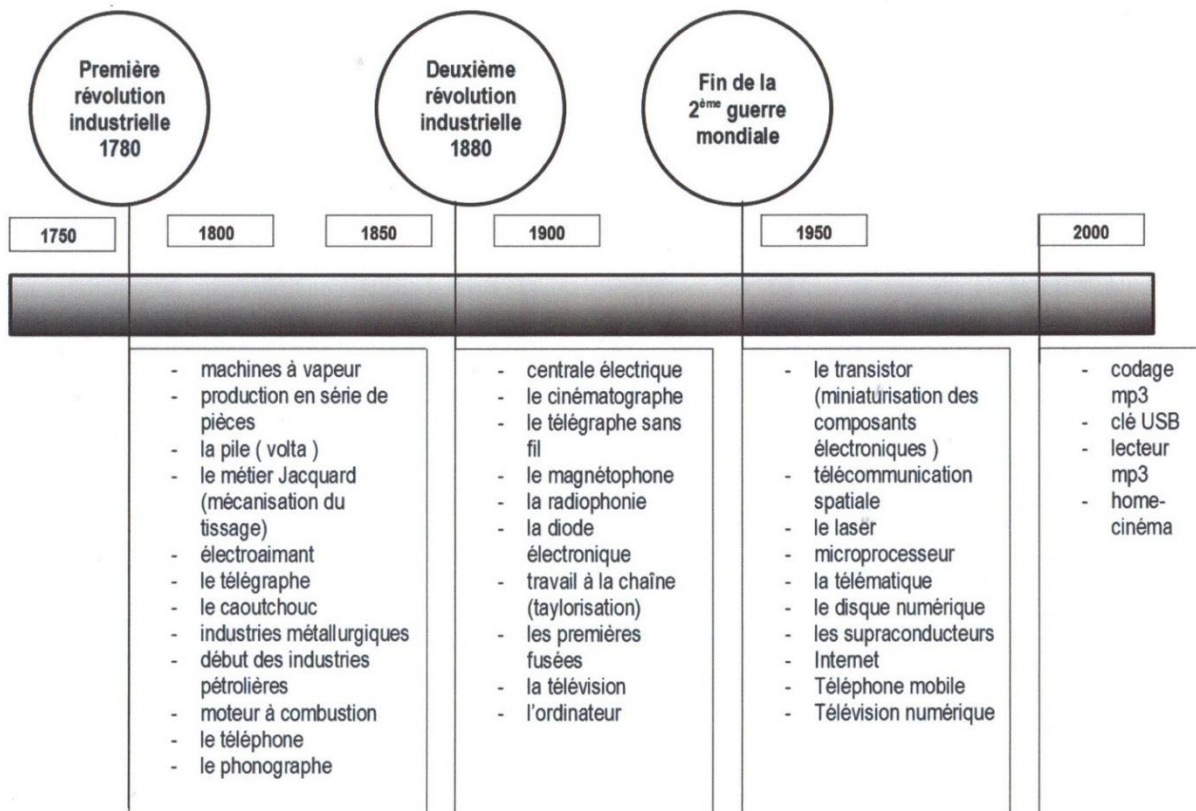 Première
révolution
industrielle
1780
Deuxième
révolution
industrielle
1880
Fin de la
2ème guerre
mondiale
1750
1800
1850
1900
1950
2000
- machines à vapeur
- production en série de
pièces
- la pile ( volta )
- le métier Jacquard
(mécanisation du
tissage)
- électroaimant
- le télégraphe
- le caoutchouc
- industries métallurgiques
- début des industries
pétrolières
- moteur à combustion
- le téléphone
- le phonographe
- centrale électrique
- le cinématographe
- le télégraphe sans
fil
- le magnétophone
- la radiophonie
- la diode
électronique
- travail à la chaîne
(taylorisation)
- les premières
fusées
- la télévision
- l'ordinateur
- le transistor
(miniaturisation des
composants
électroniques )
- télécommunication
spatiale
- le laser
- microprocesseur
- la télématique
- le disque numérique
- les supraconducteurs
- Internet
- Téléphone mobile
- Télévision numérique
- codage
mp3
- clé USB
- lecteur
mp3
- home-
cinéma